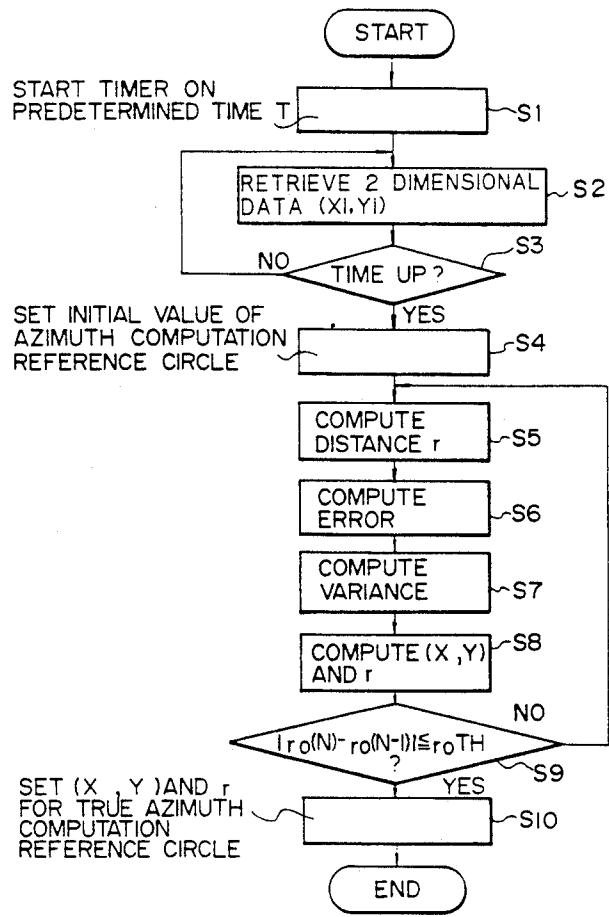 START
START TIMER ON
PREDETERMINED TIME T
S1
RETRIEVE 2 DIMENSIONAL
DATA (XI,YI)
S2
S3
NO
TIME UP?
YES
SET INITIAL VALUE OF
AZIMUTH COMPUTATION
REFERENCE CIRCLE
S4
COMPUTE
DISTANCE r
S5
COMPUTE
ERROR
S6
COMPUTE
VARIANCE
S7
S8
COMPUTE (X ,Y)
AND r
NO
|ro(N)-ro(N-1)|≦roTH
?
S9
YES
SET (X , Y )AND r
FOR TRUE AZIMUTH
COMPUTATION
REFERENCE CIRCLE
S10
END